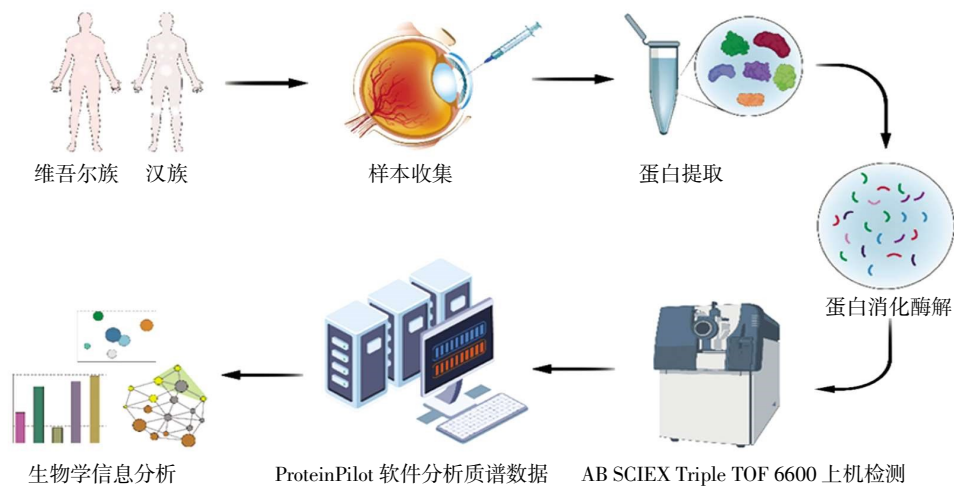 维吾尔族 汉族
样本收集
蛋白提取
蛋白消化酶解
生物学信息分析
ProteinPilot 软件分析质谱数据
AB SCIEX Triple TOF 6600 上机检测